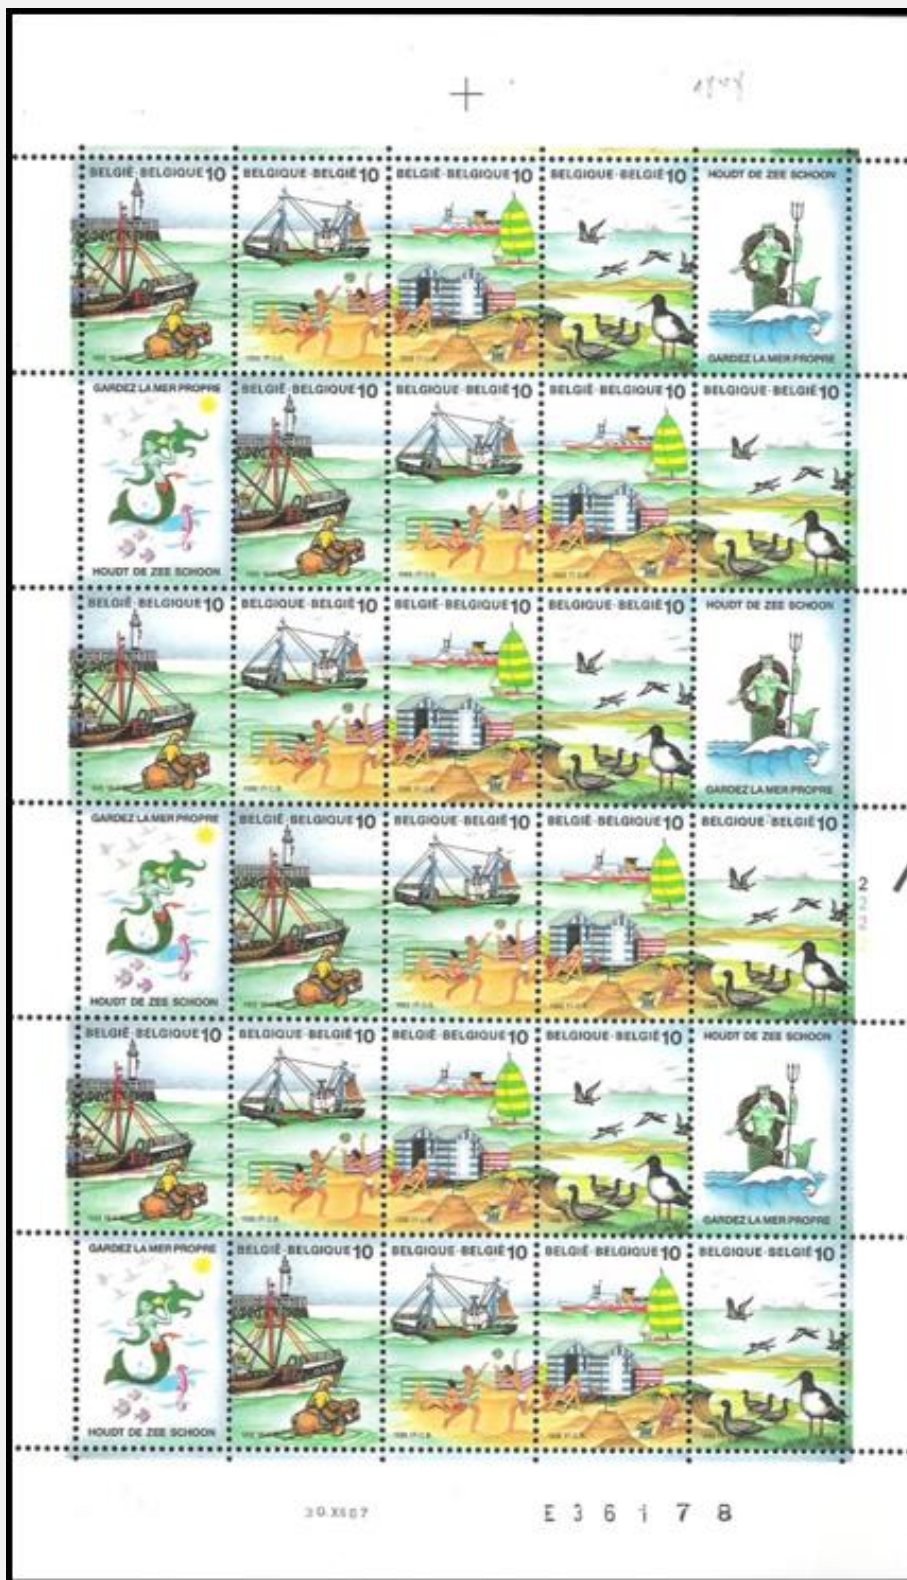 BELGIË-BELGIQUE 10 BELGIQUE-BELGIË 10 BELGIË-BELGIQUE 10 BELGIQUE-BELGIË 10 HOUDT DE ZEE SCHOON
GARDEZ LA MER PROPRE
GARDEZ LA MER PROPRE BELGIË-BELGIQUE 10 BELGIQUE-BELGIË 10 BELGIË-BELGIQUE 10 BELGIQUE-BELGIË 10
HOUDT DE ZEE SCHOON
BELGIË-BELGIQUE 10 BELGIQUE-BELGIË 10 BELGIË-BELGIQUE 10 BELGIQUE-BELGIË 10 HOUDT DE ZEE SCHOON
GARDEZ LA MER PROPRE
GARDEZ LA MER PROPRE BELGIË-BELGIQUE 10 BELGIQUE-BELGIË 10 BELGIË-BELGIQUE 10 BELGIQUE-BELGIË 10
2
2
2
HOUDT DE ZEE SCHOON
BELGIË-BELGIQUE 10 BELGIQUE-BELGIË 10 BELGIË-BELGIQUE 10 BELGIQUE-BELGIË 10 HOUDT DE ZEE SCHOON
GARDEZ LA MER PROPRE
GARDEZ LA MER PROPRE BELGIË-BELGIQUE 10 BELGIQUE-BELGIË 10 BELGIË-BELGIQUE 10 BELGIQUE-BELGIË 10
HOUDT DE ZEE SCHOON
E 36 1 7 8